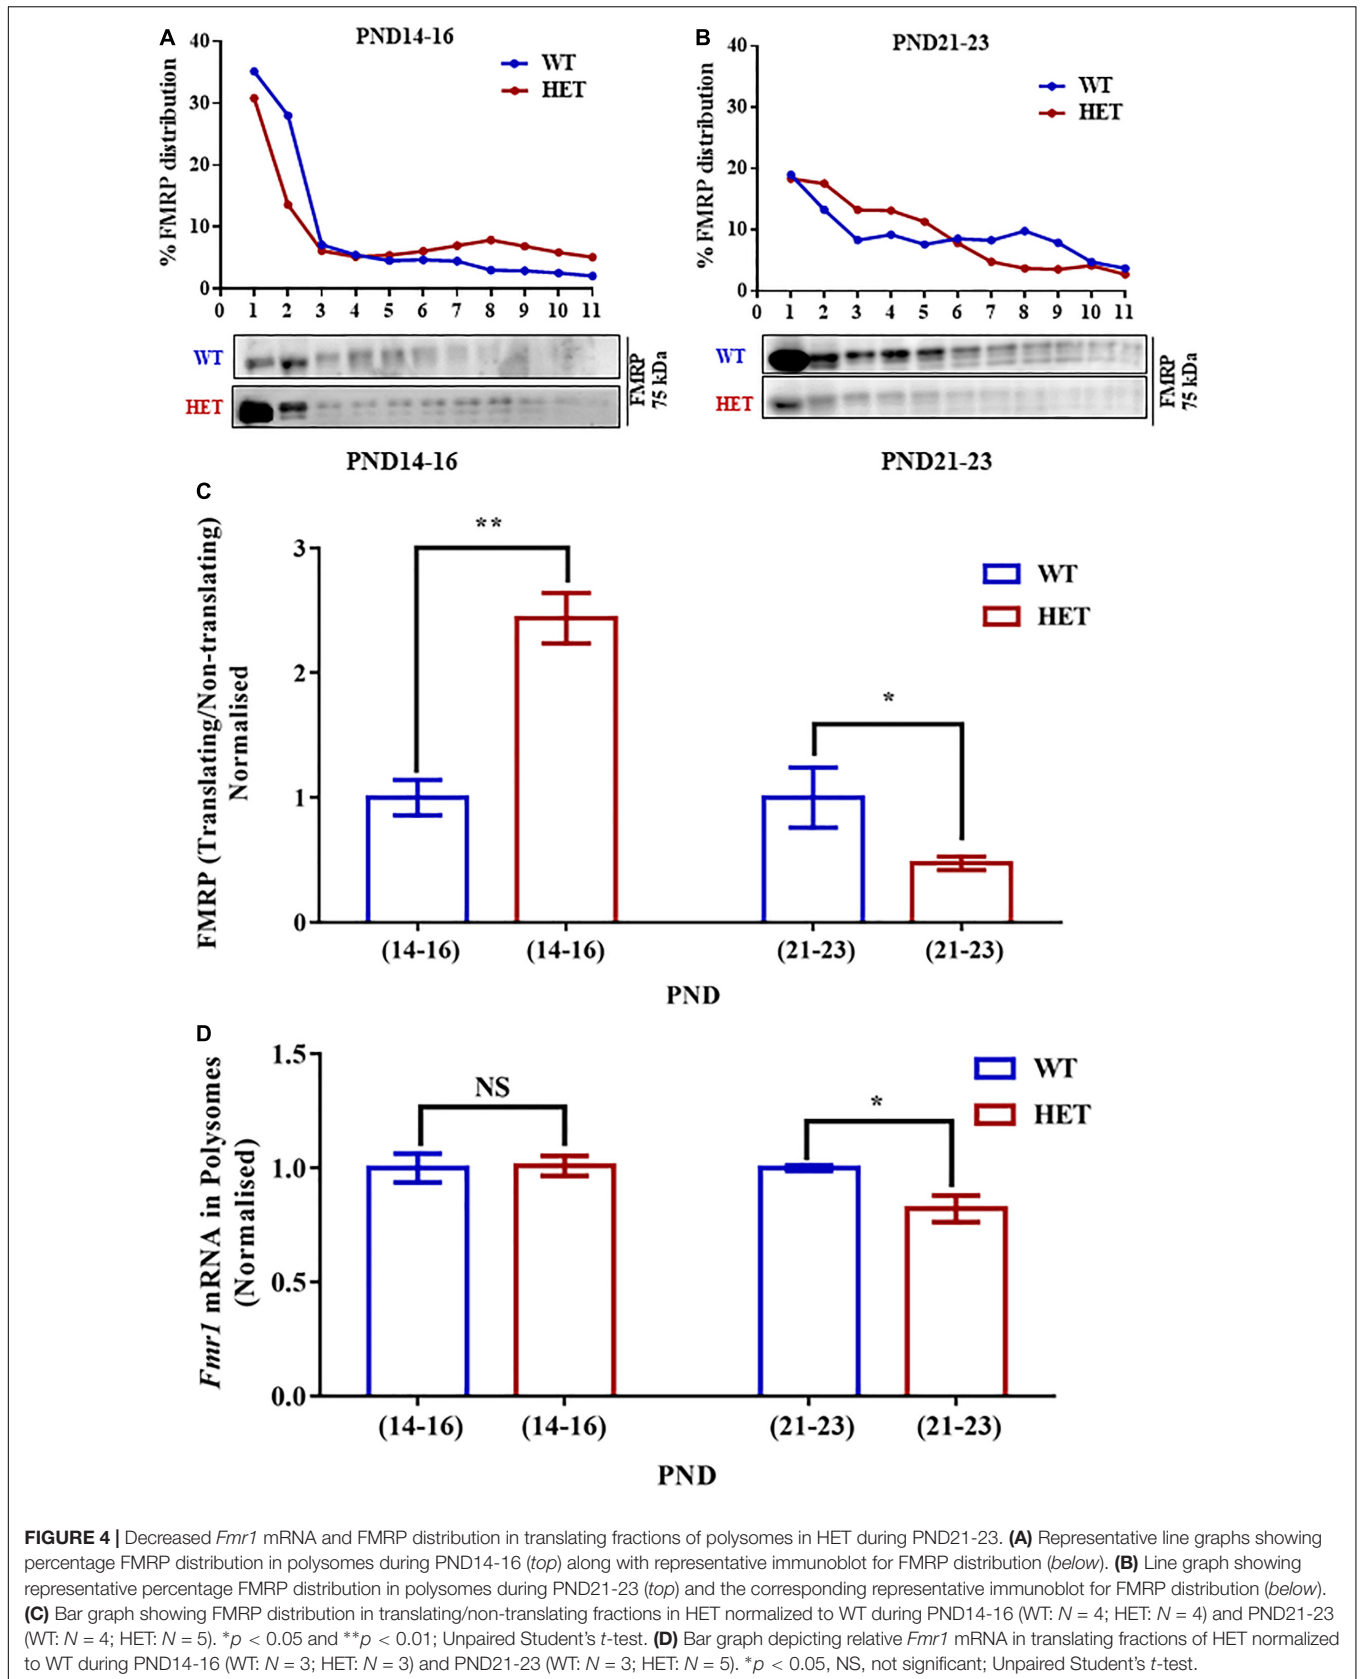 A
PND14-16
WT
HET
% FMRP distribution
40
30
20
10
0
0 1 2 3 4 5 6 7 8 9 10 11
WT
HET
FMRP
75 kDa
PND14-16
B
PND21-23
WT
HET
% FMRP distribution
40
30
20
10
0
0 1 2 3 4 5 6 7 8 9 10 11
WT
HET
FMRP
75 kDa
PND21-23
C
FMRP (Translating/Non-translating)
Normalised
3
2
1
0
**
*
WT
HET
(14-16) (14-16) (21-23) (21-23)
PND
D
Fmr1 mRNA in Polysomes
(Normalised)
1.5
1.0
0.5
0.0
NS
*
WT
HET
(14-16) (14-16) (21-23) (21-23)
PND
FIGURE 4 | Decreased Fmr1 mRNA and FMRP distribution in translating fractions of polysomes in HET during PND21-23. (A) Representative line graphs showing
percentage FMRP distribution in polysomes during PND14-16 (top) along with representative immunoblot for FMRP distribution (below). (B) Line graph showing
representative percentage FMRP distribution in polysomes during PND21-23 (top) and the corresponding representative immunoblot for FMRP distribution (below).
(C) Bar graph showing FMRP distribution in translating/non-translating fractions in HET normalized to WT during PND14-16 (WT: N = 4; HET: N = 4) and PND21-23
(WT: N = 4; HET: N = 5). *p < 0.05 and **p < 0.01; Unpaired Student's t-test. (D) Bar graph depicting relative Fmr1 mRNA in translating fractions of HET normalized
to WT during PND14-16 (WT: N = 3; HET: N = 3) and PND21-23 (WT: N = 3; HET: N = 5). *p < 0.05, NS, not significant; Unpaired Student's t-test.